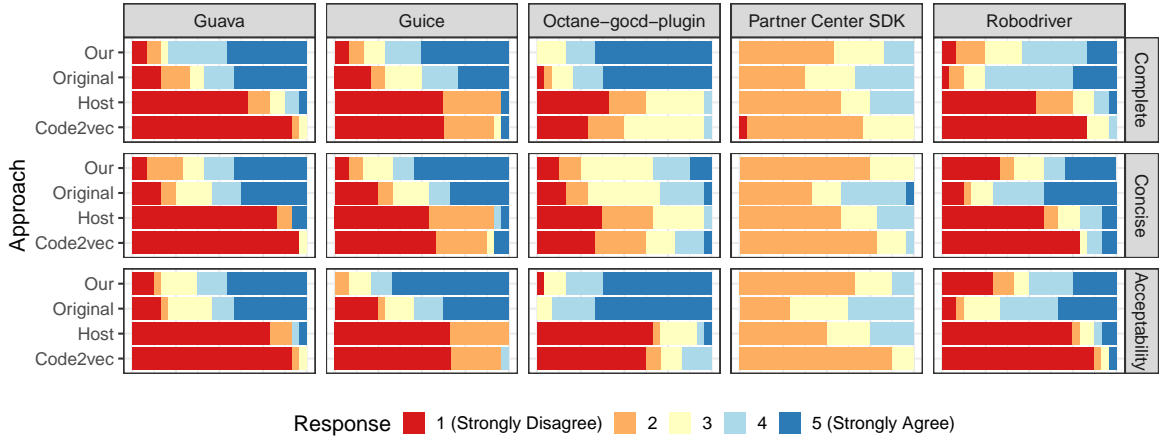 Guava Guice Octane−gocd−plugin Partner Center SDK Robodriver
Approach
Our
Original
Host
Code2vec
Complete
Our
Original
Host
Code2vec
Concise
Our
Original
Host
Code2vec
Acceptability
Response 1 (Strongly Disagree) 2 3 4 5 (Strongly Agree)